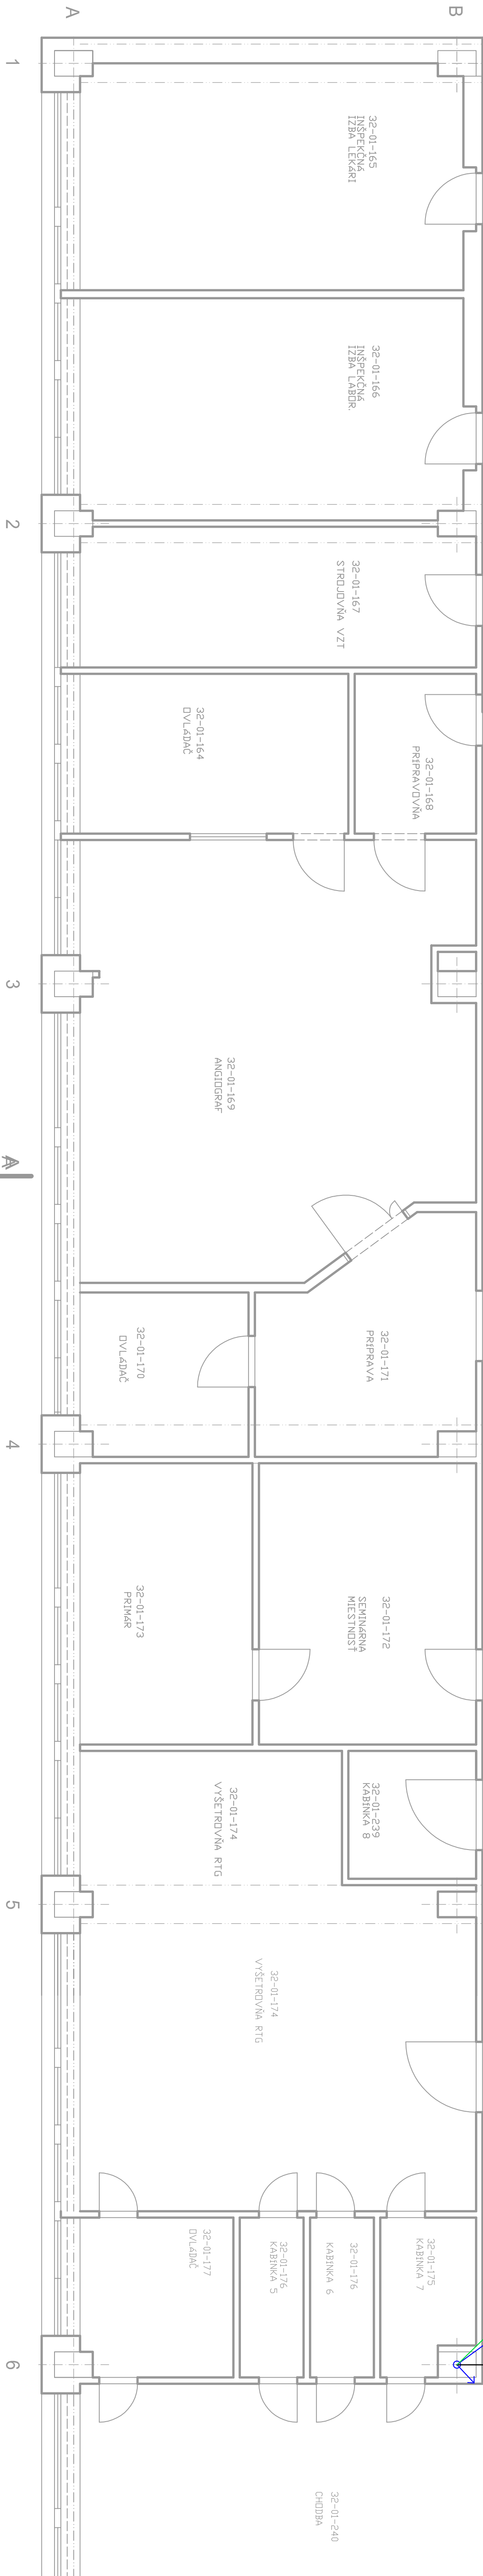 A
B
1
32-01-165
INŠPEKČNÁ
IZBA LEKÁRI
32-01-166
INŠPEKČNÁ
IZBA LABOR.
2
32-01-167
STROJOVŇA VZT
32-01-164
OVLÁDAČ
32-01-168
PRÍPRAVOVŇA
3
32-01-169
ANGIOGRAF
A
32-01-170
OVLÁDAČ
32-01-171
PRÍPRAVA
4
32-01-173
PRIMÁR
32-01-172
SEMINÁRNA
MIESTNOSŤ
32-01-174
VYŠETROVŇA RTG
32-01-239
KABÍNKA 8
5
32-01-174
VYŠETROVŇA RTG
32-01-177
OVLÁDAČ
32-01-176
KABÍNKA 5
32-01-176
KABÍNKA 6
32-01-175
KABÍNKA 7
6
32-01-240
CHODBA